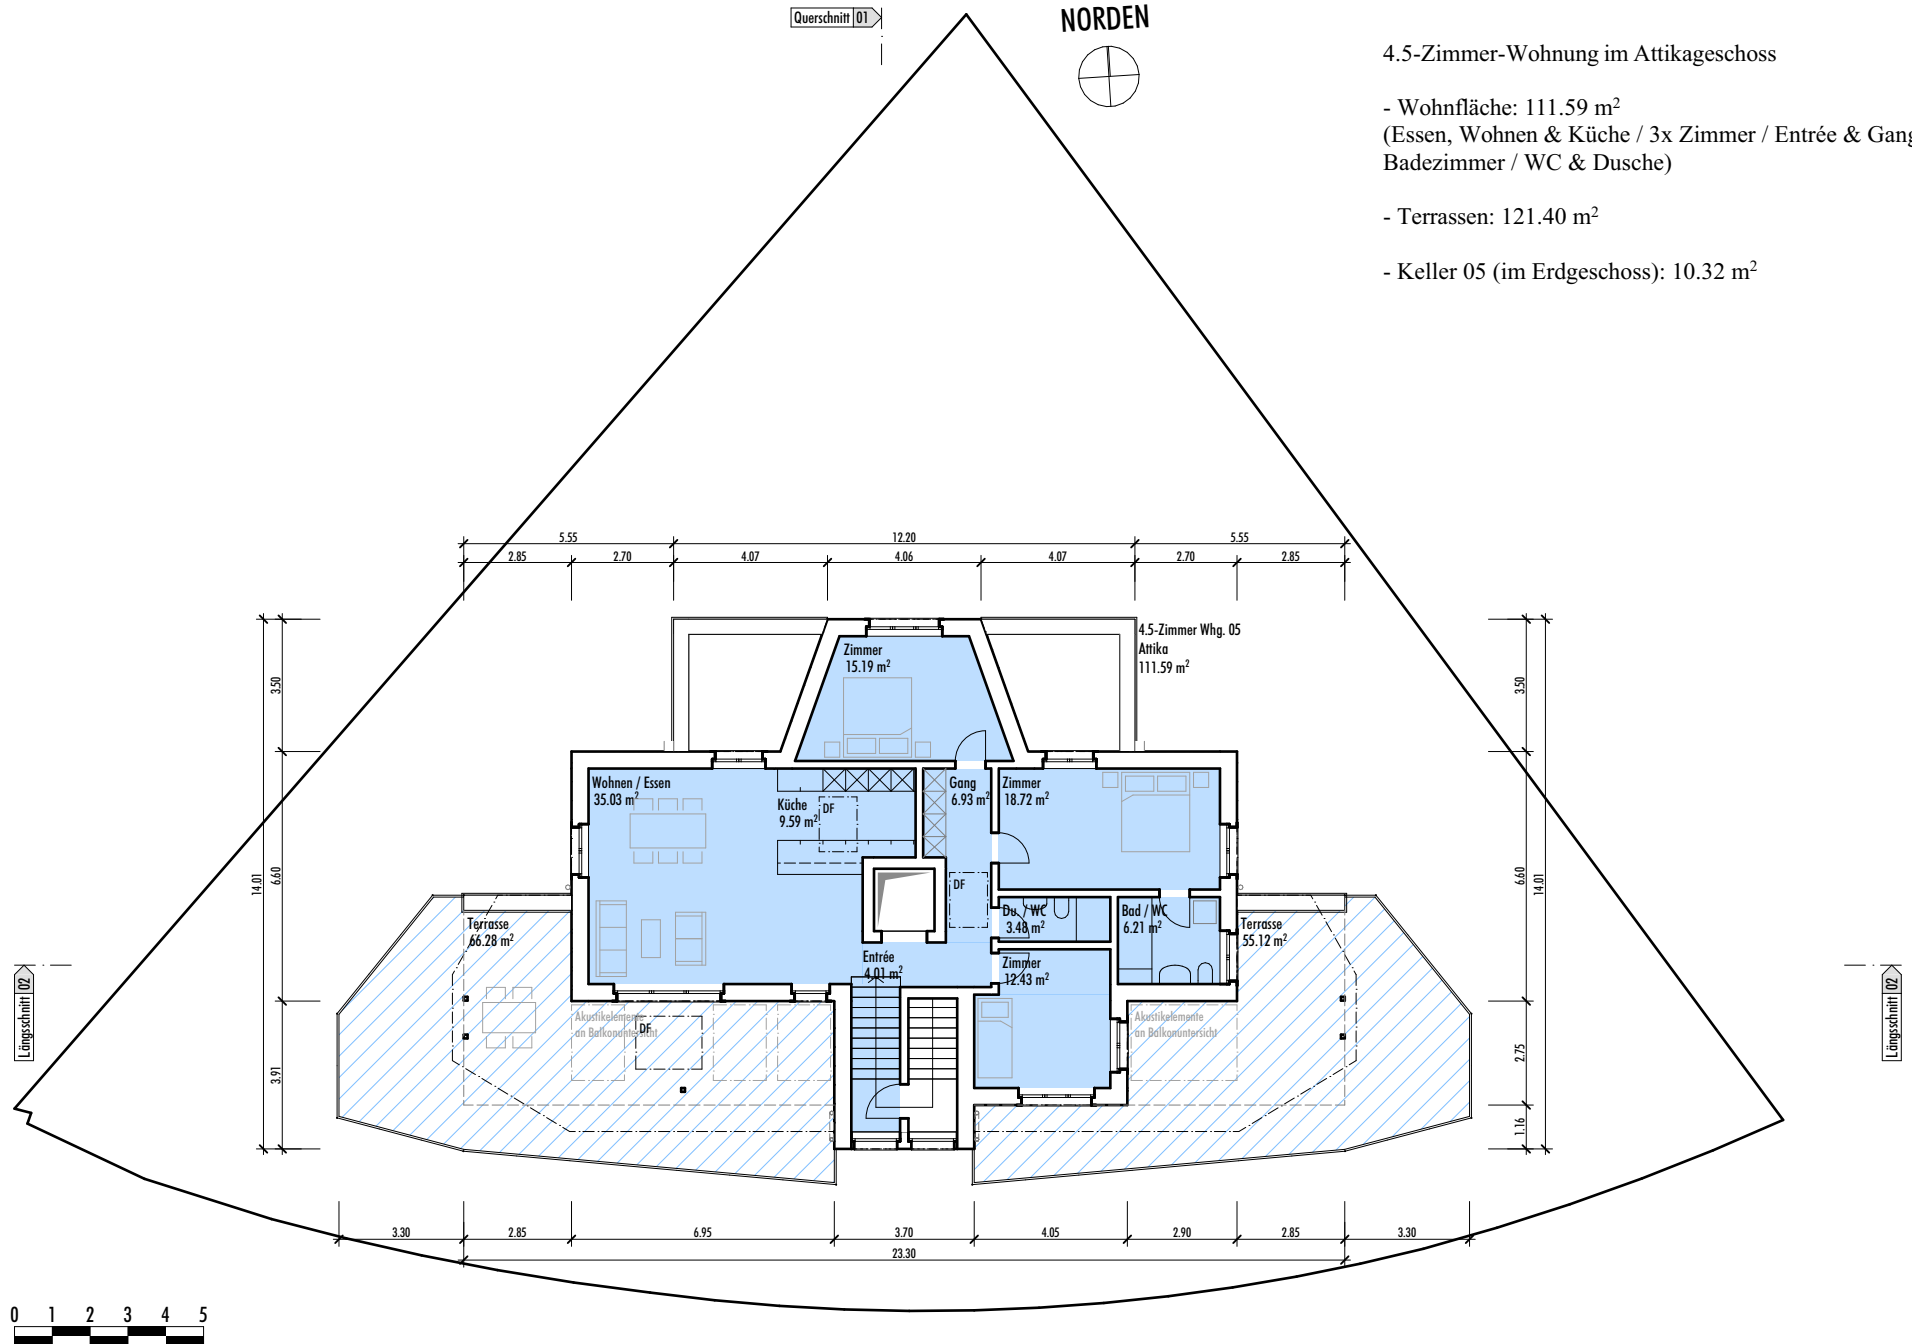 Querschnitt 01
NORDEN
4.5-Zimmer-Wohnung im Attikageschoss
- Wohnfläche: 111.59 m²
(Essen, Wohnen & Küche / 3x Zimmer / Entrée & Gang
Badezimmer / WC & Dusche)
- Terrassen: 121.40 m²
- Keller 05 (im Erdgeschoss): 10.32 m²
5.55 12.20 5.55
2.85 2.70 4.07 4.06 4.07 2.70 2.85
4.5-Zimmer Whg. 05
Attika
111.59 m²
Zimmer
15.19 m²
3.50
6.60
14.01
3.91
3.50
6.60
14.01
2.75
1.16
Wohnen / Essen
35.03 m²
Küche
9.59 m²
DF
Gang
6.93 m²
Zimmer
18.72 m²
DF
Du. / WC
3.48 m²
Bad / WC
6.21 m²
Terrasse
66.28 m²
Terrasse
55.12 m²
Entrée
4.01 m²
Zimmer
12.43 m²
Akustikelemente
an Balkonuntersicht
DF
Akustikelemente
an Balkonuntersicht
Längsschnitt 02
Längsschnitt 02
3.30 2.85 6.95 3.70 4.05 2.90 2.85 3.30
23.30
0 1 2 3 4 5